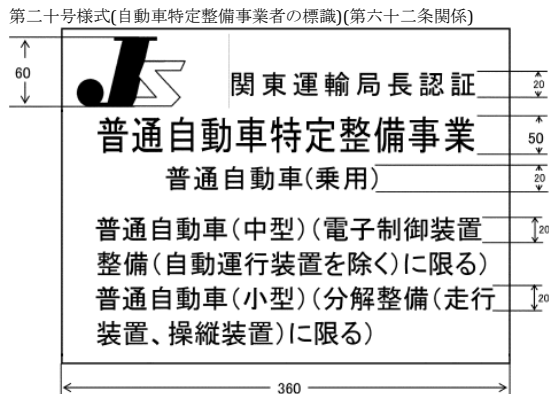 第二十号様式(自動車特定整備事業者の標識)(第六十二条関係)
60
JS
関東運輸局長認証
20
普通自動車特定整備事業
50
普通自動車(乗用)
20
普通自動車(中型)(電子制御装置
20
整備(自動運行装置を除く)に限る)
普通自動車(小型)(分解整備(走行
20
装置、操縦装置)に限る)
360